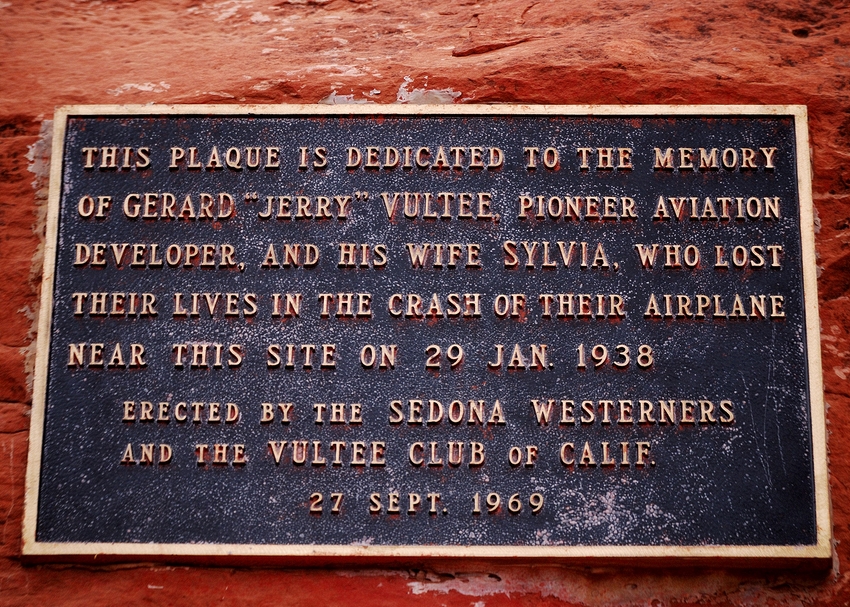 THIS PLAQUE IS DEDICATED TO THE MEMORY
OF GERARD "JERRY" VULTEE, PIONEER AVIATION
DEVELOPER, AND HIS WIFE SYLVIA, WHO LOST
THEIR LIVES IN THE CRASH OF THEIR AIRPLANE
NEAR THIS SITE ON 29 JAN. 1938
ERECTED BY THE SEDONA WESTERNERS
AND THE VULTEE CLUB OF CALIF.
27 SEPT. 1969